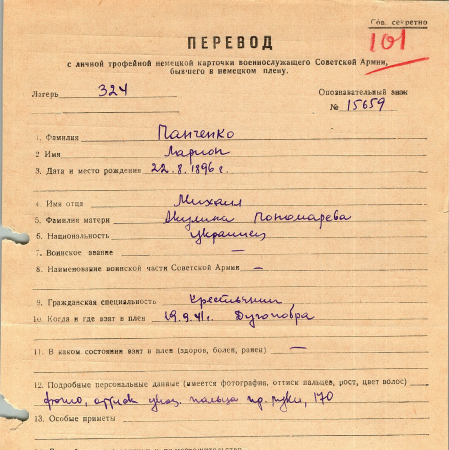 Сов. секретно
101
ПЕРЕВОД
с личной трофейной немецкой карточки военнослужащего Советской Армии,
бывшего в немецком плену.
Лагерь 324
Опознавательный знак
№ 15659
1. Фамилия Панченко
2 Имя Ларион
3. Дата и место рождения 22.8.1896 г.
4. Имя отца Михаил
5. Фамилия матери Акулина Пономарева
6. Национальность украинец
7. Воинское звание —
8. Наименование воинской части Советской Армии —
9. Гражданская специальность крестьянин
10. Когда и где взят в плен 19.9.41г.
11. В каком состоянии взят в плен (здоров, болен, ранен) —
12. Подробные персональные данные (имеется фотография, оттиск пальцев, рост, цвет волос)
фото, оттиск указ. пальца пр. руки, 170
13. Особые приметы